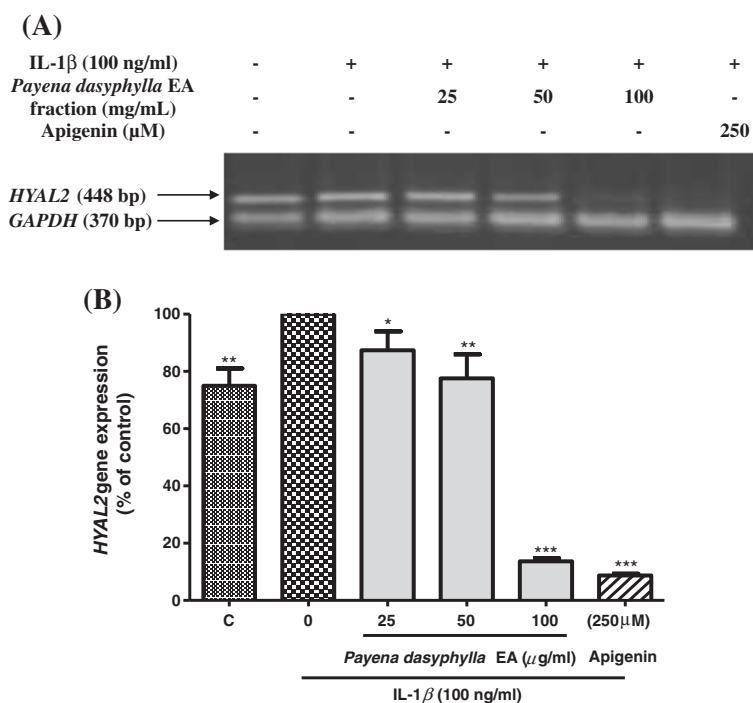 (A)
IL-1β (100 ng/ml) - + + + + +
Payena dasyphylla EA
fraction (mg/mL) - - 25 50 100 -
Apigenin (μM) - - - - - 250
HYAL2 (448 bp)
GAPDH (370 bp)
(B)
HYAL2 gene expression
(% of control)
100
80
60
40
20
0
** * ** *** ***
C 0 25 50 100 (250μM)
Payena dasyphylla EA (μg/ml) Apigenin
IL-1β (100 ng/ml)